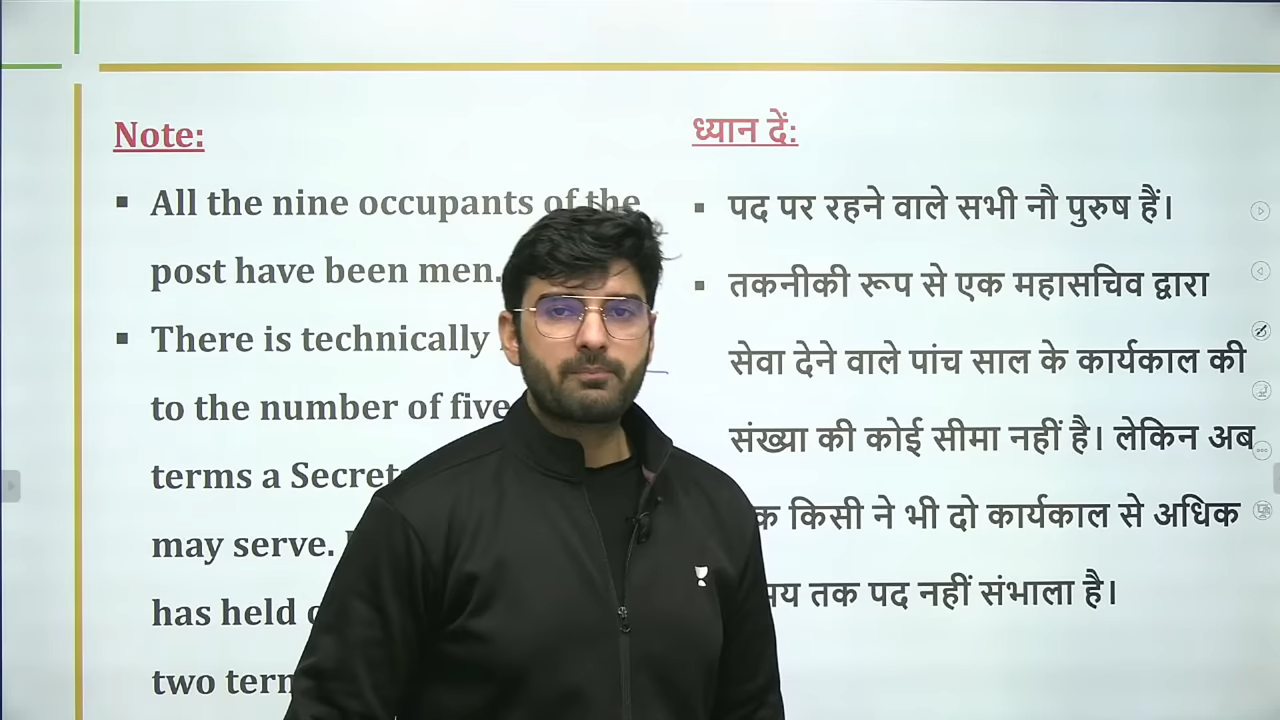 Note:
All the nine occupants of the
post have been men.
There is technically
to the number of five
terms a
may serve.
has held
two
ध्यान दें:
पद पर रहने वाले सभी नौ पुरुष हैं।
तकनीकी रूप से एक महासचिव द्वारा
सेवा देने वाले पांच साल के कार्यकाल की
संख्या की कोई सीमा नहीं है। लेकिन अब
किसी ने भी दो कार्यकाल से अधिक
तक पद नहीं संभाला है।